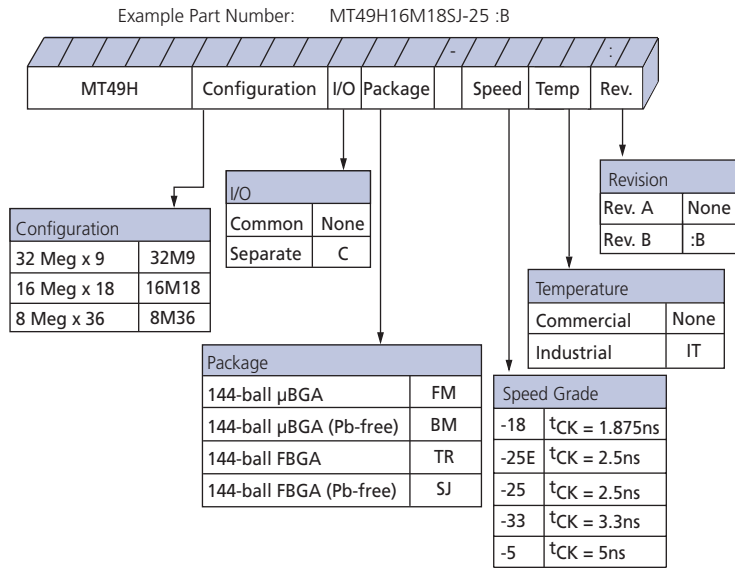 Example Part Number: MT49H16M18SJ-25 :B
- :
MT49H Configuration I/O Package Speed Temp Rev.
Configuration
32 Meg x 9 32M9
16 Meg x 18 16M18
8 Meg x 36 8M36
I/O
Common None
Separate C
Package
144-ball µBGA FM
144-ball µBGA (Pb-free) BM
144-ball FBGA TR
144-ball FBGA (Pb-free) SJ
Speed Grade
-18 tCK = 1.875ns
-25E tCK = 2.5ns
-25 tCK = 2.5ns
-33 tCK = 3.3ns
-5 tCK = 5ns
Temperature
Commercial None
Industrial IT
Revision
Rev. A None
Rev. B :B